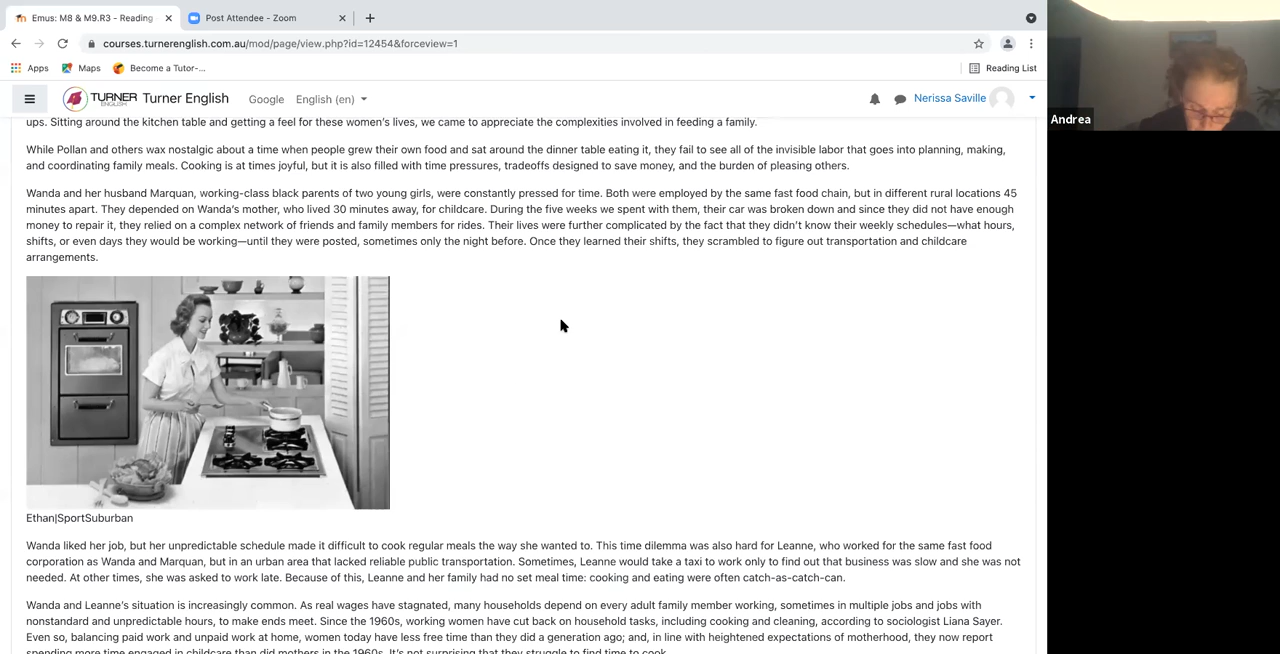 Emus: M8 & M9.R3 - Reading
Post Attendee - Zoom
courses.turnerenglish.com.au/mod/page/view.php?id=12454&forceview=1
Apps
Maps
Become a Tutor-...
Reading List
TURNER
ENGLISH
Turner English
Google
English (en)
Nerissa Saville
Andrea
ups. Sitting around the kitchen table and getting a feel for these women's lives, we came to appreciate the complexities involved in feeding a family.
While Pollan and others wax nostalgic about a time when people grew their own food and sat around the dinner table eating it, they fail to see all of the invisible labor that goes into planning, making,
and coordinating family meals. Cooking is at times joyful, but it is also filled with time pressures, tradeoffs designed to save money, and the burden of pleasing others.
Wanda and her husband Marquan, working-class black parents of two young girls, were constantly pressed for time. Both were employed by the same fast food chain, but in different rural locations 45
minutes apart. They depended on Wanda's mother, who lived 30 minutes away, for childcare. During the five weeks we spent with them, their car was broken down and since they did not have enough
money to repair it, they relied on a complex network of friends and family members for rides. Their lives were further complicated by the fact that they didn't know their weekly schedules—what hours,
shifts, or even days they would be working—until they were posted, sometimes only the night before. Once they learned their shifts, they scrambled to figure out transportation and childcare
arrangements.
Ethan|SportSuburban
Wanda liked her job, but her unpredictable schedule made it difficult to cook regular meals the way she wanted to. This time dilemma was also hard for Leanne, who worked for the same fast food
corporation as Wanda and Marquan, but in an urban area that lacked reliable public transportation. Sometimes, Leanne would take a taxi to work only to find out that business was slow and she was not
needed. At other times, she was asked to work late. Because of this, Leanne and her family had no set meal time: cooking and eating were often catch-as-catch-can.
Wanda and Leanne's situation is increasingly common. As real wages have stagnated, many households depend on every adult family member working, sometimes in multiple jobs and jobs with
nonstandard and unpredictable hours, to make ends meet. Since the 1960s, working women have cut back on household tasks, including cooking and cleaning, according to sociologist Liana Sayer.
Even so, balancing paid work and unpaid work at home, women today have less free time than they did a generation ago; and, in line with heightened expectations of motherhood, they now report
spending more time engaged in childcare than did mothers in the 1960s. It's not surprising that they struggle to find time to cook.